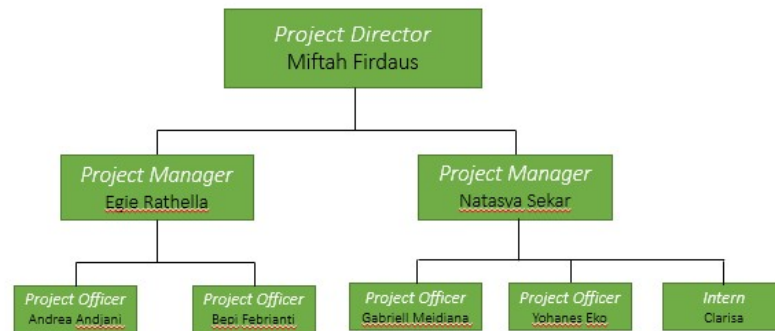 Project Director
Miftah Firdaus
Project Manager
Egie Rathella
Project Manager
Natasya Sekar
Project Officer
Andrea Andjani
Project Officer
Bepi Febrianti
Project Officer
Gabriell Meidiana
Project Officer
Yohanes Eko
Intern
Clarisa